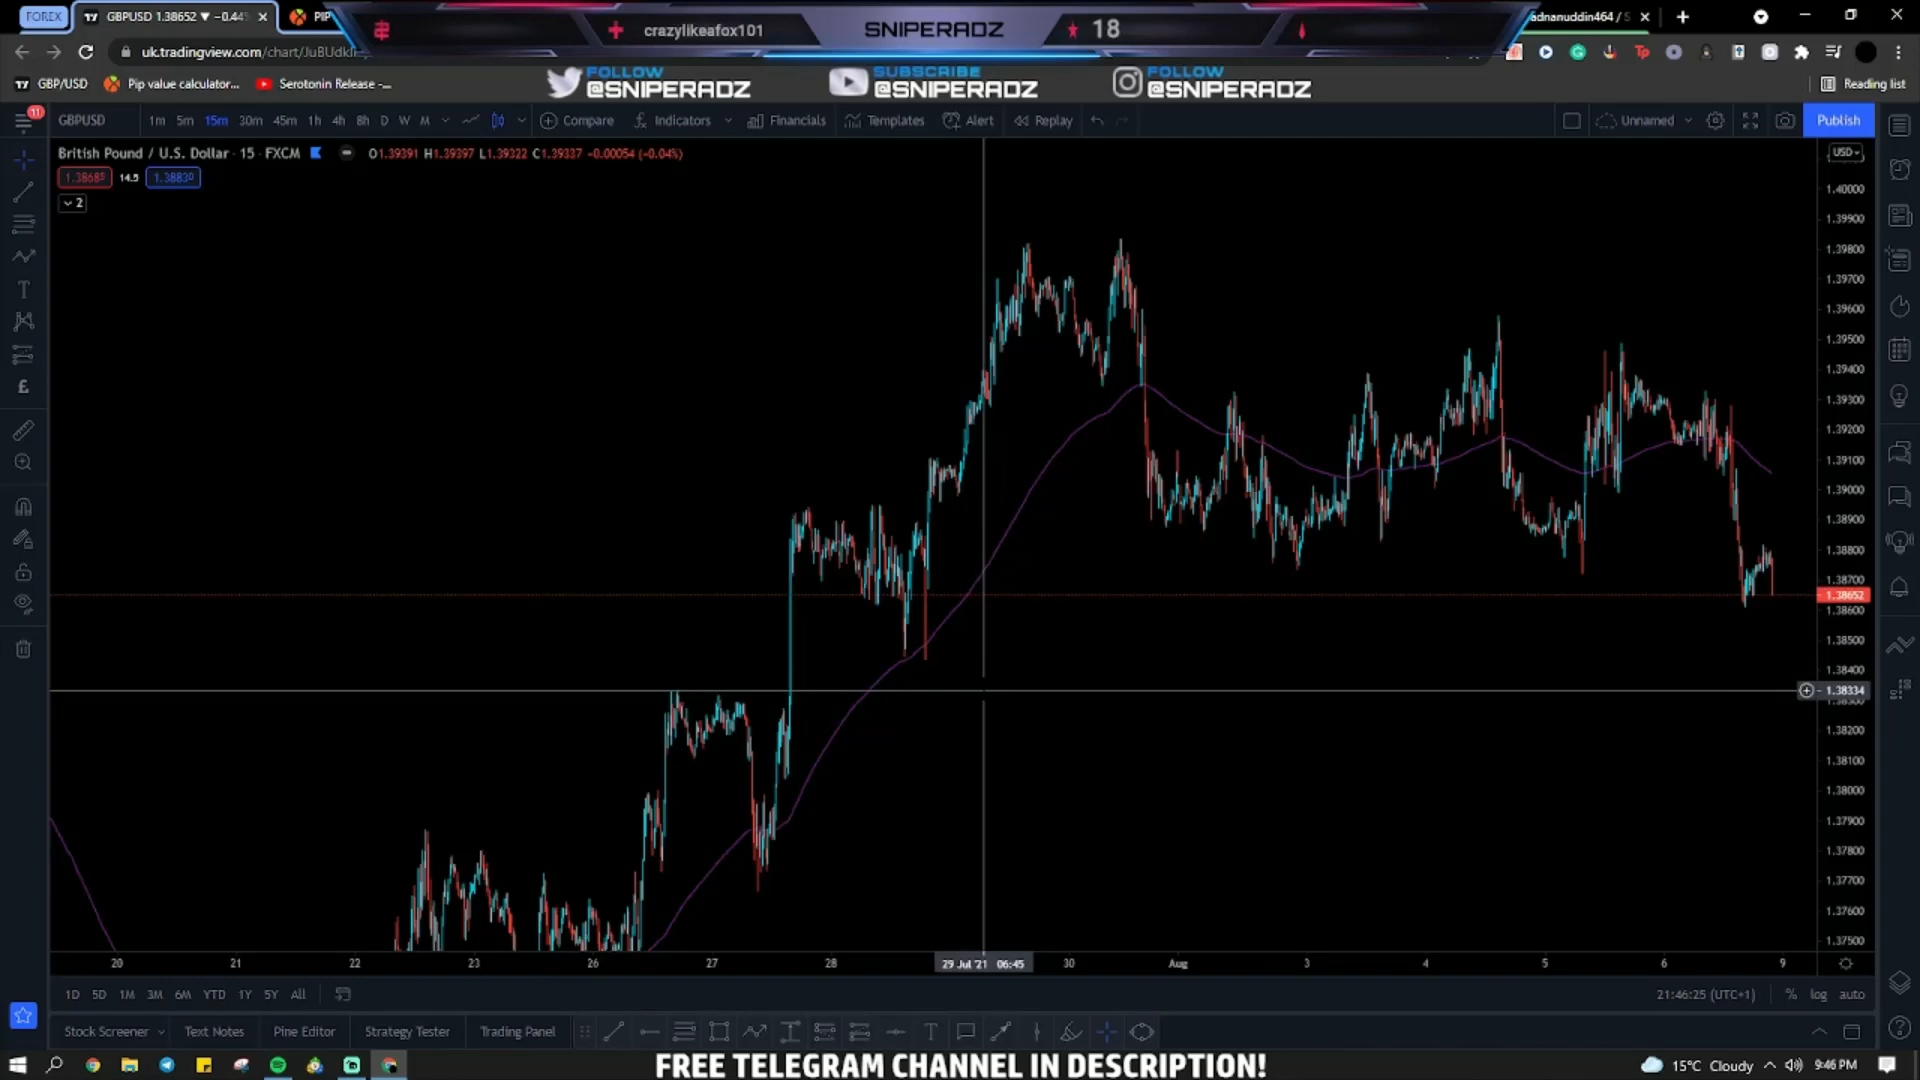 FOREX
GBPUSD 1.38652 ▼ −0.44%
PIP
crazylikeafox101
SNIPERADZ
18
adnanuddin464 / S
uk.tradingview.com/chart/JuBUdkl
GBP/USD
Pip value calculator...
Serotonin Release -...
FOLLOW
@SNIPERADZ
SUBSCRIBE
@SNIPERADZ
FOLLOW
@SNIPERADZ
Reading list
11
GBPUSD
1m 5m 15m 30m 45m 1h 4h 8h D W M
Compare
Indicators
Financials
Templates
Alert
Replay
Unnamed
Publish
British Pound / U.S. Dollar · 15 · FXCM
O1.39391 H1.39397 L1.39322 C1.39337 −0.00054 (−0.04%)
1.38685 14.5 1.38830
2
USD
1.40000
1.39900
1.39800
1.39700
1.39600
1.39500
1.39400
1.39300
1.39200
1.39100
1.39000
1.38900
1.38800
1.38700
1.38652
1.38600
1.38500
1.38400
1.38334
1.38200
1.38100
1.38000
1.37900
1.37800
1.37700
1.37600
1.37500
20 21 22 23 26 27 28 29 Jul '21 06:45 30 Aug 3 4 5 6 9
1D 5D 1M 3M 6M YTD 1Y 5Y All
21:46:25 (UTC+1)
% log auto
Stock Screener
Text Notes
Pine Editor
Strategy Tester
Trading Panel
FREE TELEGRAM CHANNEL IN DESCRIPTION!
15°C Cloudy
9:46 PM